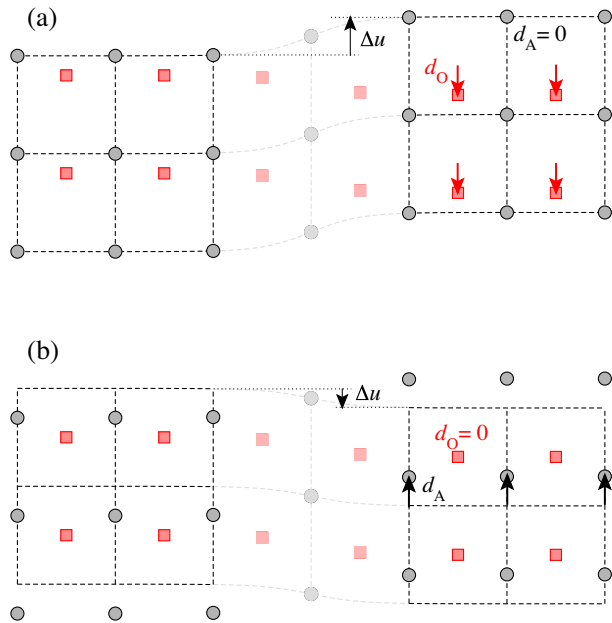 (a)
Δu
d_A = 0
d_O
(b)
Δu
d_O = 0
d_A